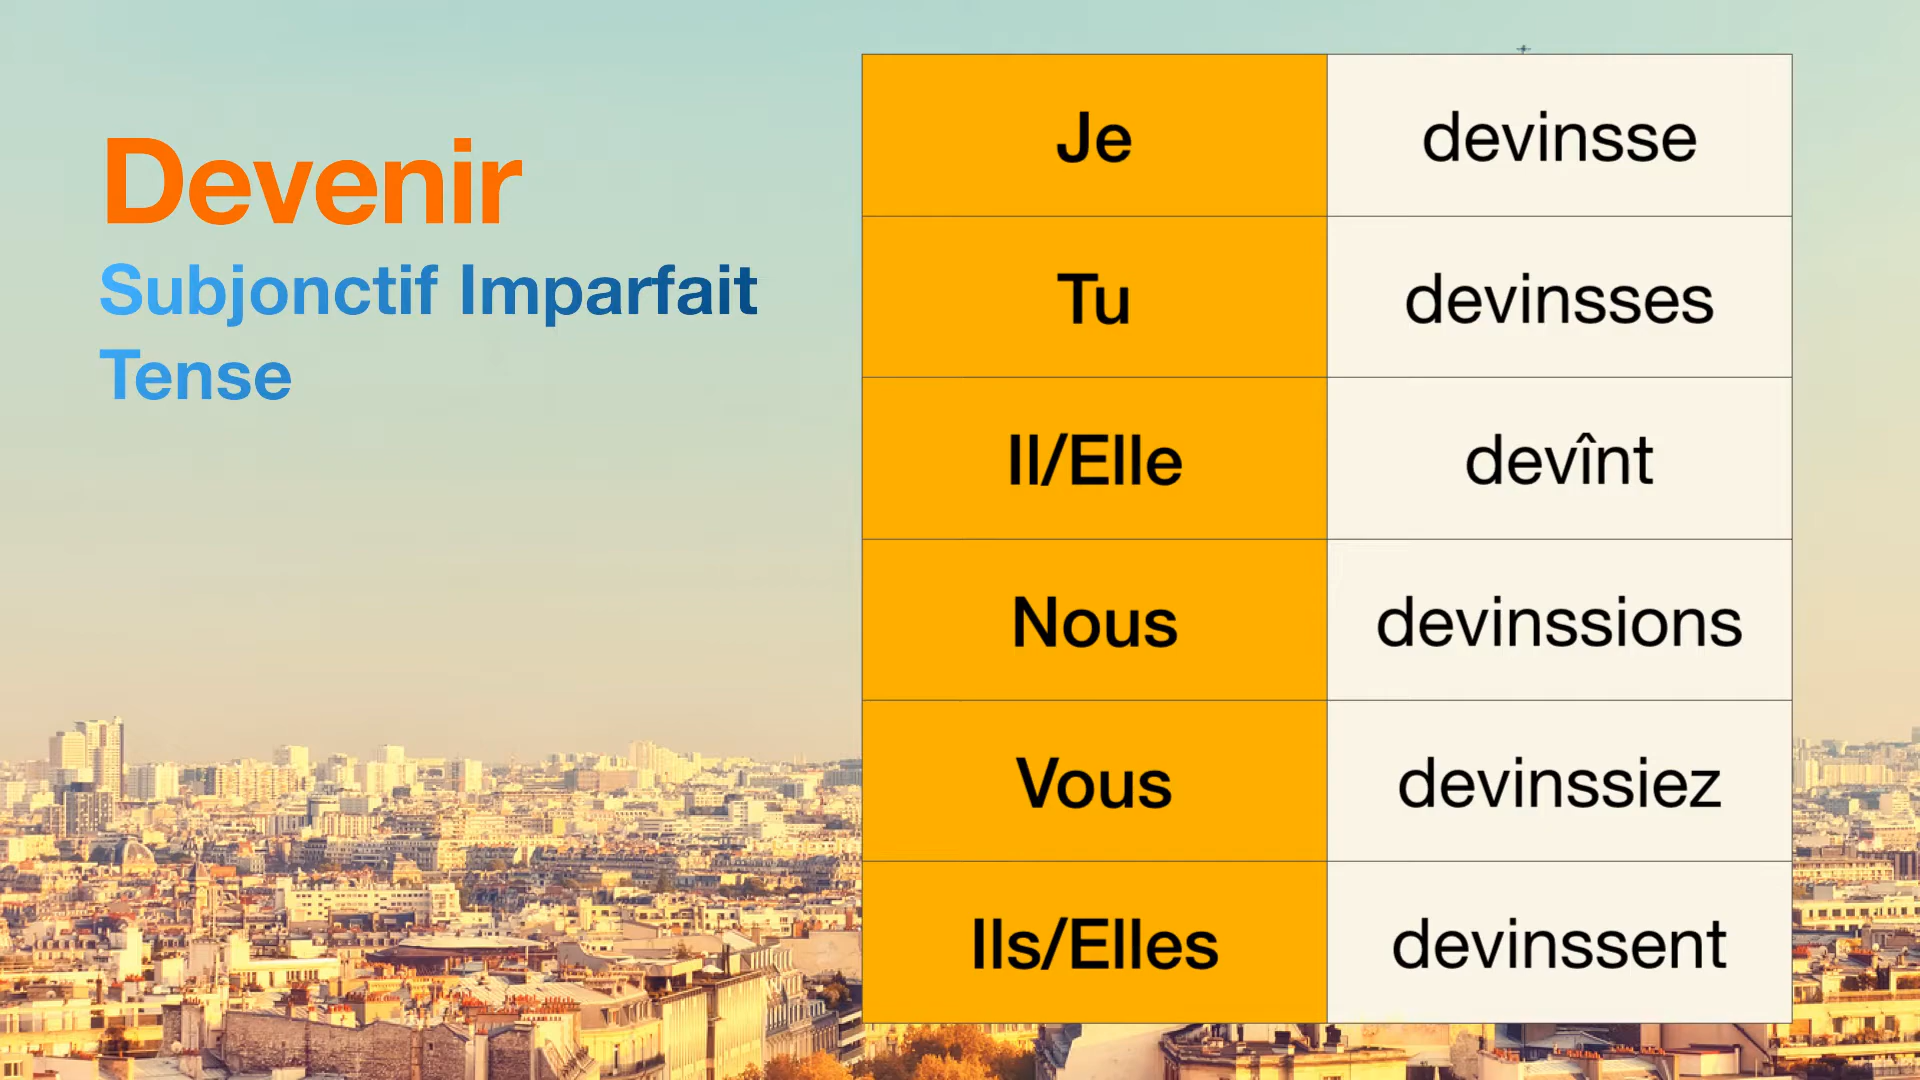 Devenir
Subjonctif Imparfait
Tense
Je devinsse
Tu devinsses
Il/Elle devînt
Nous devinssions
Vous devinssiez
Ils/Elles devinssent